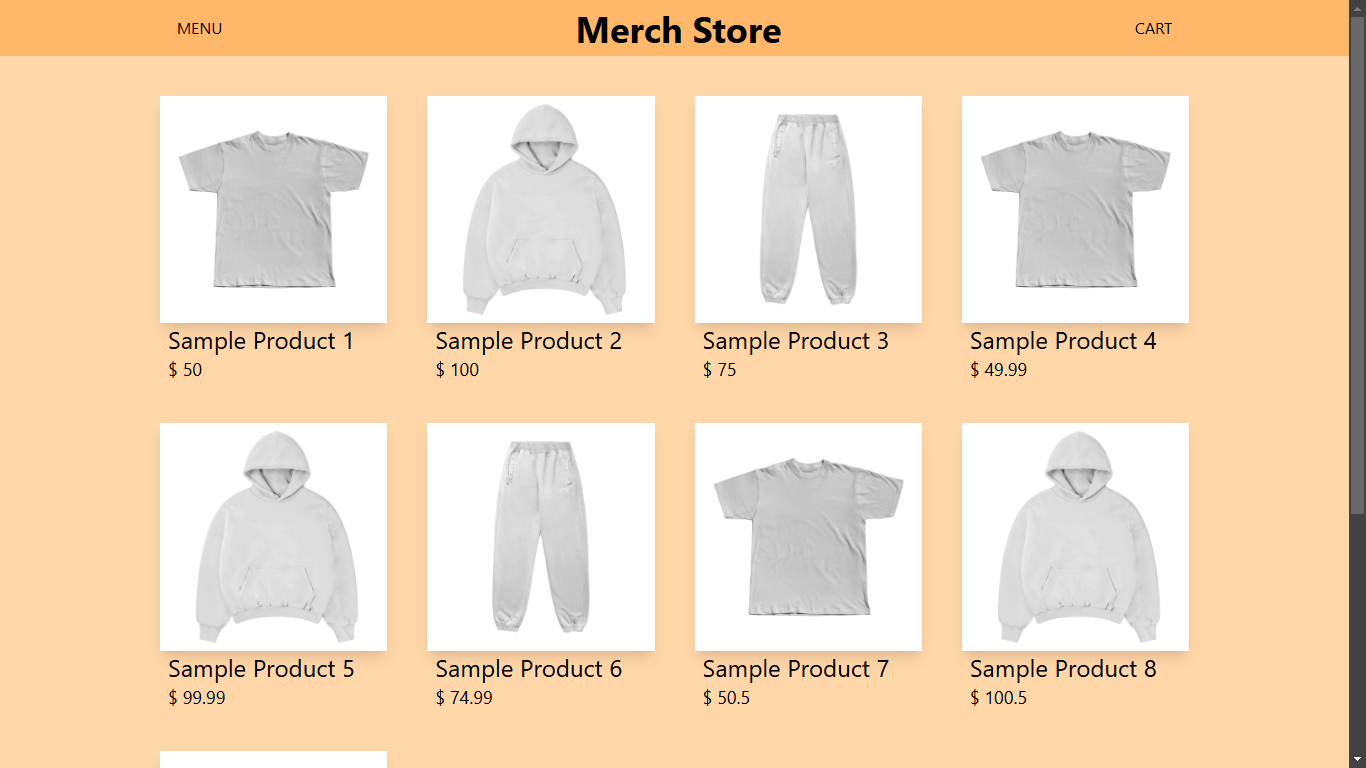 MENU
Merch Store
CART
Sample Product 1
$ 50
Sample Product 2
$ 100
Sample Product 3
$ 75
Sample Product 4
$ 49.99
Sample Product 5
$ 99.99
Sample Product 6
$ 74.99
Sample Product 7
$ 50.5
Sample Product 8
$ 100.5